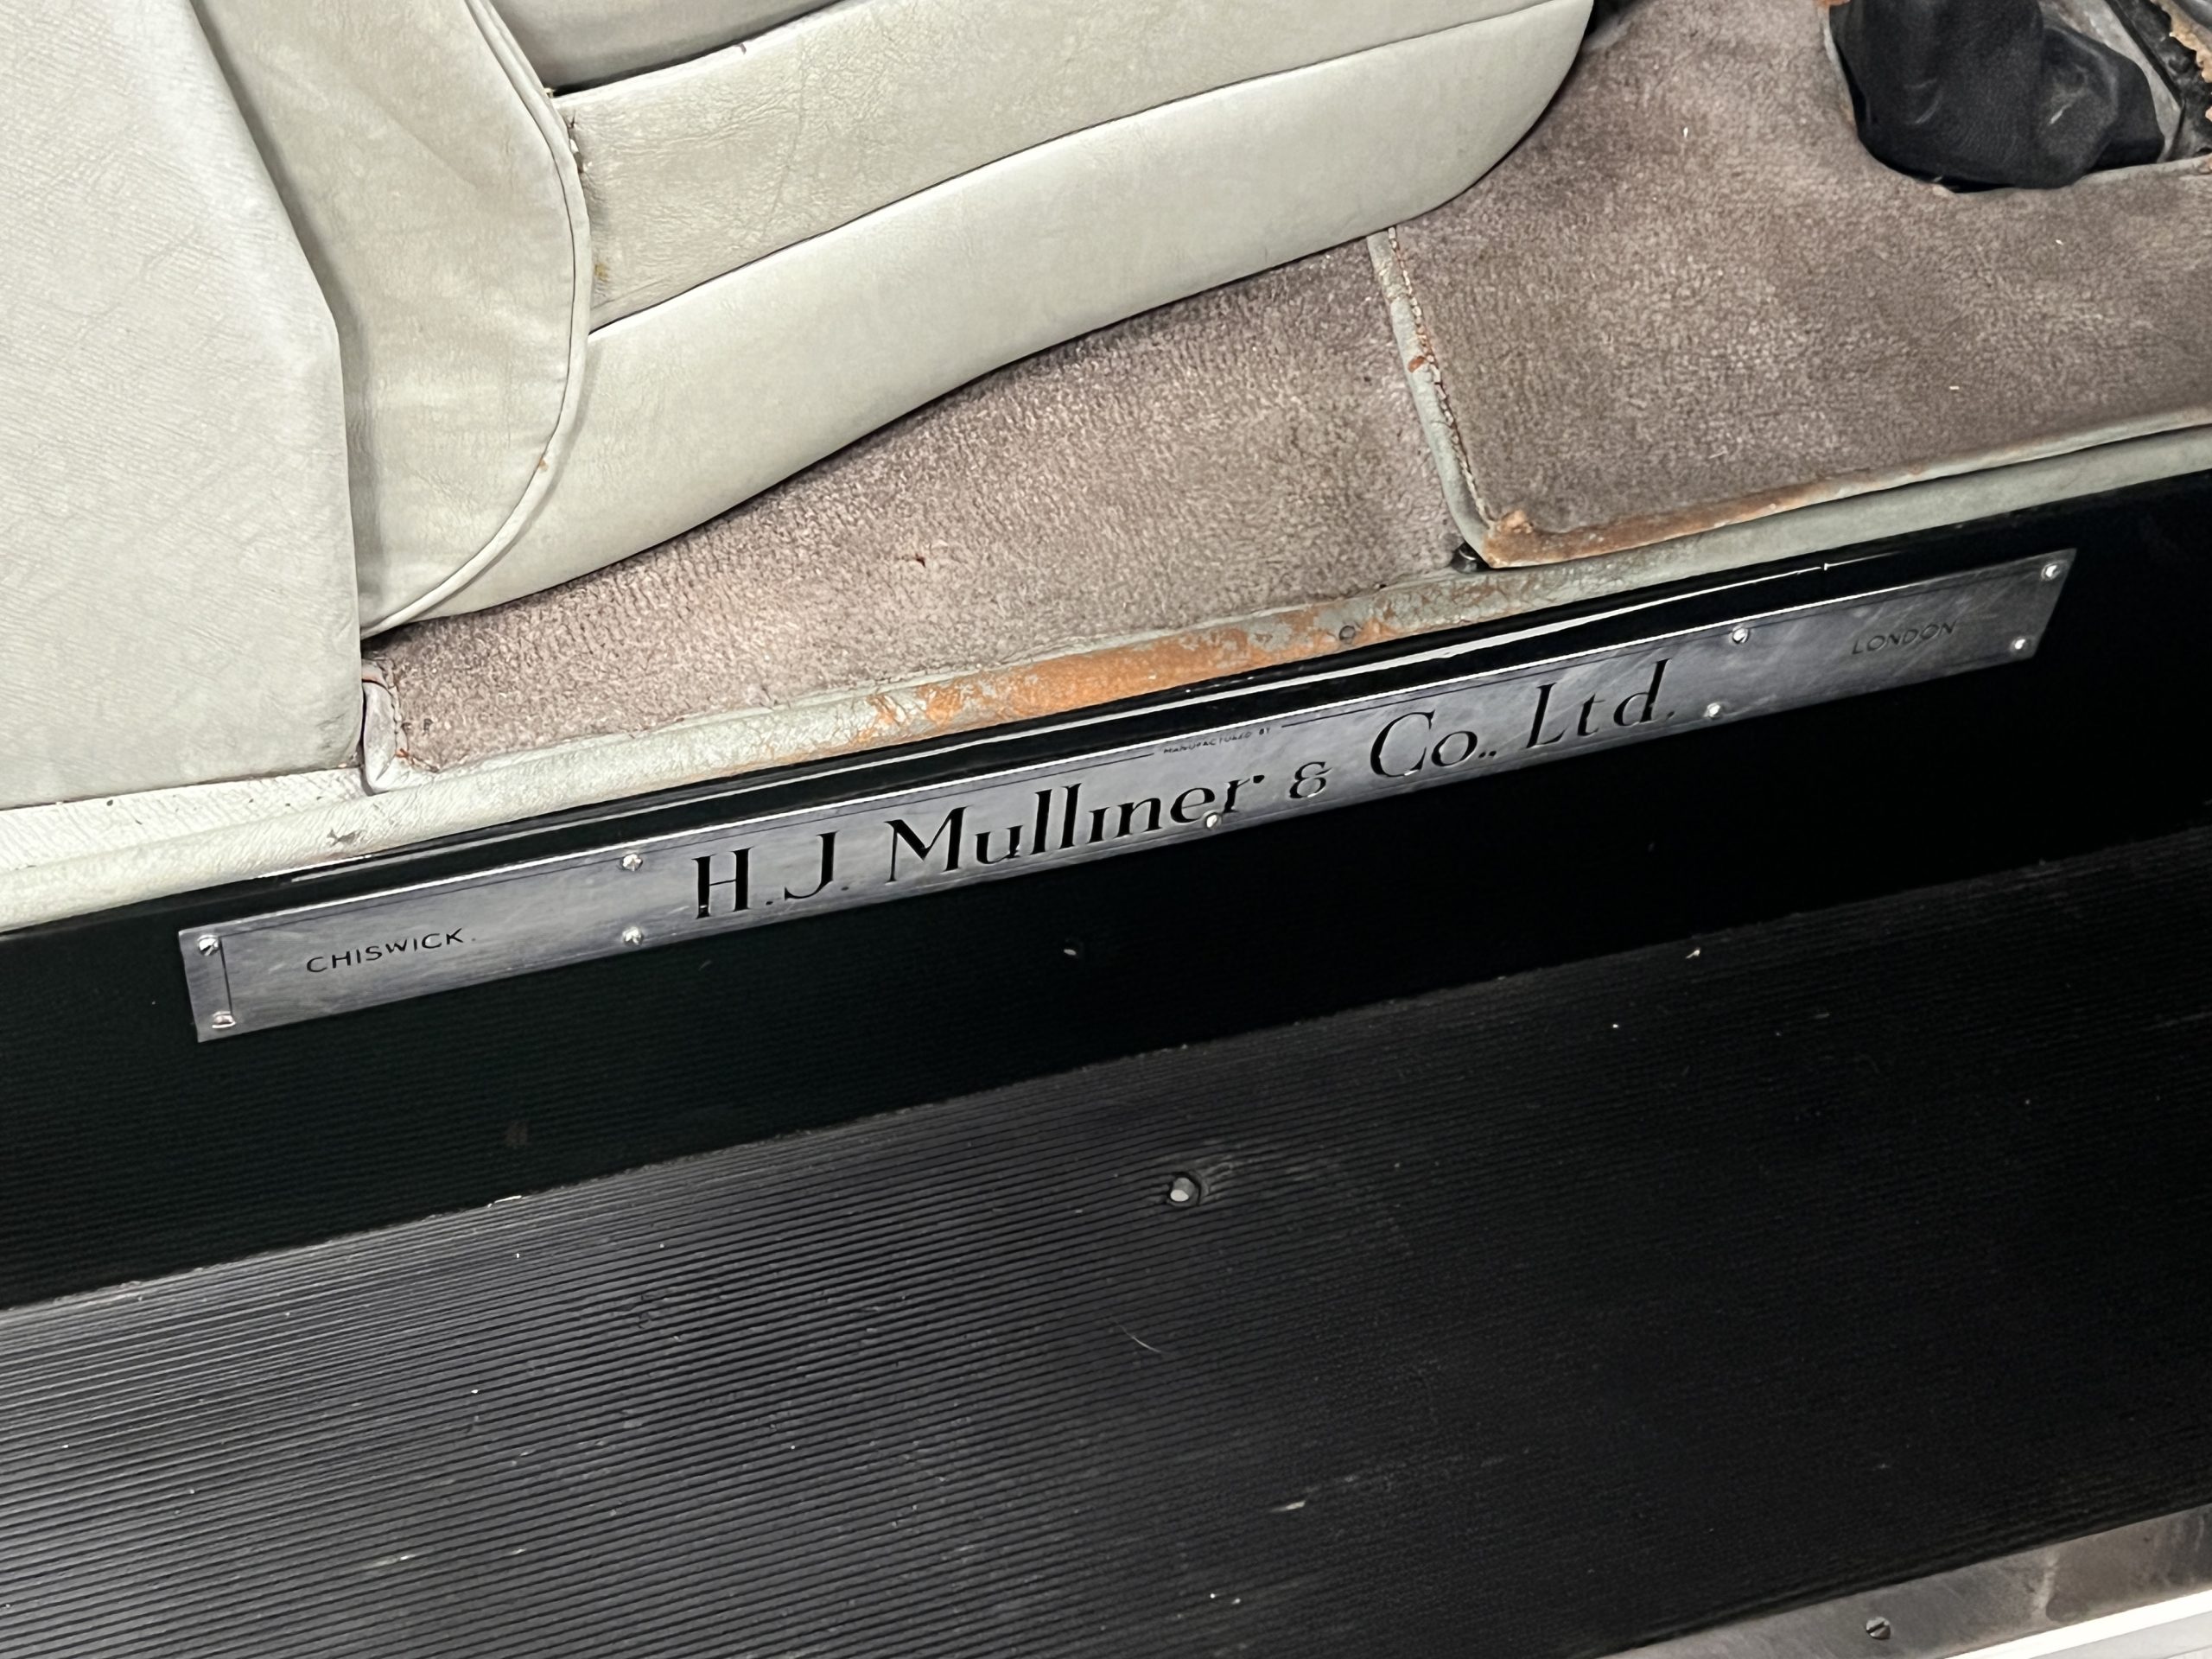 MANUFACTURED BY
CHISWICK. H.J. Mulliner & Co., Ltd. LONDON